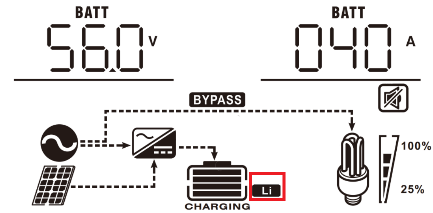 BATT
56.0 V
BATT
040 A
BYPASS
100%
25%
Li
CHARGING